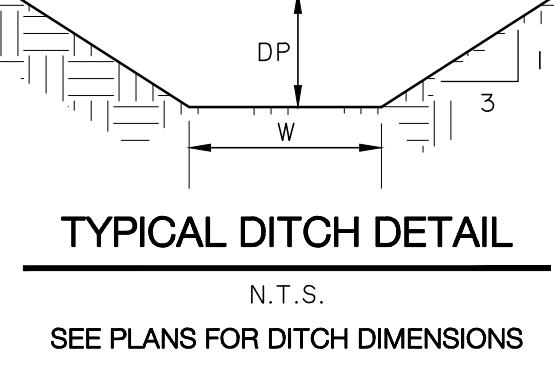 DP
1
3
W
TYPICAL DITCH DETAIL
N.T.S.
SEE PLANS FOR DITCH DIMENSIONS